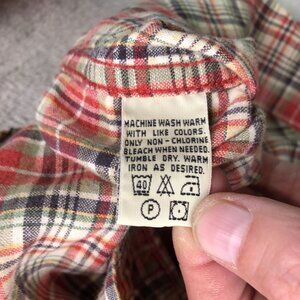 MACHINE WASH WARM
WITH LIKE COLORS.
ONLY NON - CHLORINE
BLEACH WHEN NEEDED.
TUMBLE DRY. WARM
IRON AS DESIRED.
40
P